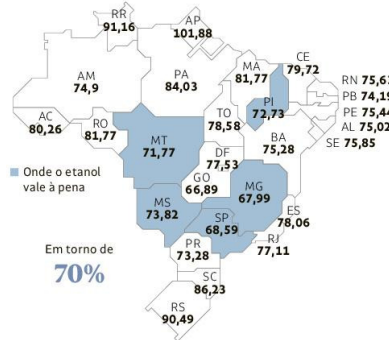 RR
91,16
AP
101,88
AM
74,9
PA
84,03
MA
81,77
CE
79,72
RN 75,63
PB 74,19
PE 75,44
AL 75,02
SE 75,85
PI
72,73
AC
80,26
RO
81,77
TO
78,58
MT
71,77
BA
75,28
DF
77,53
GO
66,89
Onde o etanol
vale à pena
MG
67,99
MS
73,82
ES
78,06
SP
68,59
RJ
77,11
Em torno de
70%
PR
73,28
SC
86,23
RS
90,49